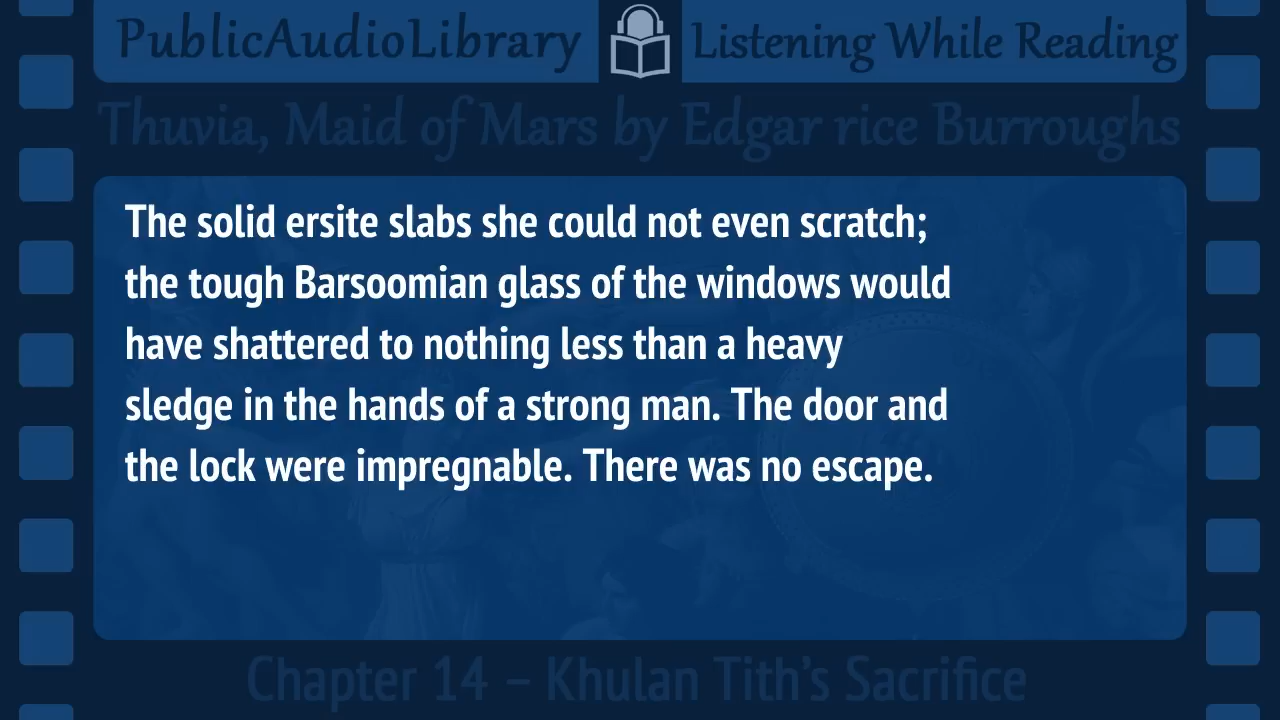 PublicAudioLibrary Listening While Reading
Thuvia, Maid of Mars by Edgar rice Burroughs
The solid ersite slabs she could not even scratch;
the tough Barsoomian glass of the windows would
have shattered to nothing less than a heavy
sledge in the hands of a strong man. The door and
the lock were impregnable. There was no escape.
Chapter 14 – Khulan Tith’s Sacrifice